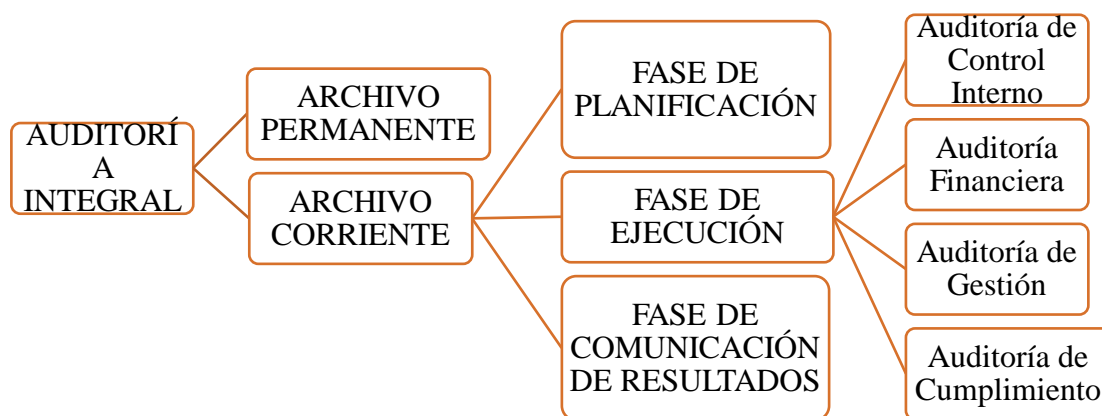 AUDITORÍ
A
INTEGRAL
ARCHIVO
PERMANENTE
ARCHIVO
CORRIENTE
FASE DE
PLANIFICACIÓN
FASE DE
EJECUCIÓN
FASE DE
COMUNICACIÓN
DE RESULTADOS
Auditoría de
Control
Interno
Auditoría
Financiera
Auditoría de
Gestión
Auditoría de
Cumplimiento